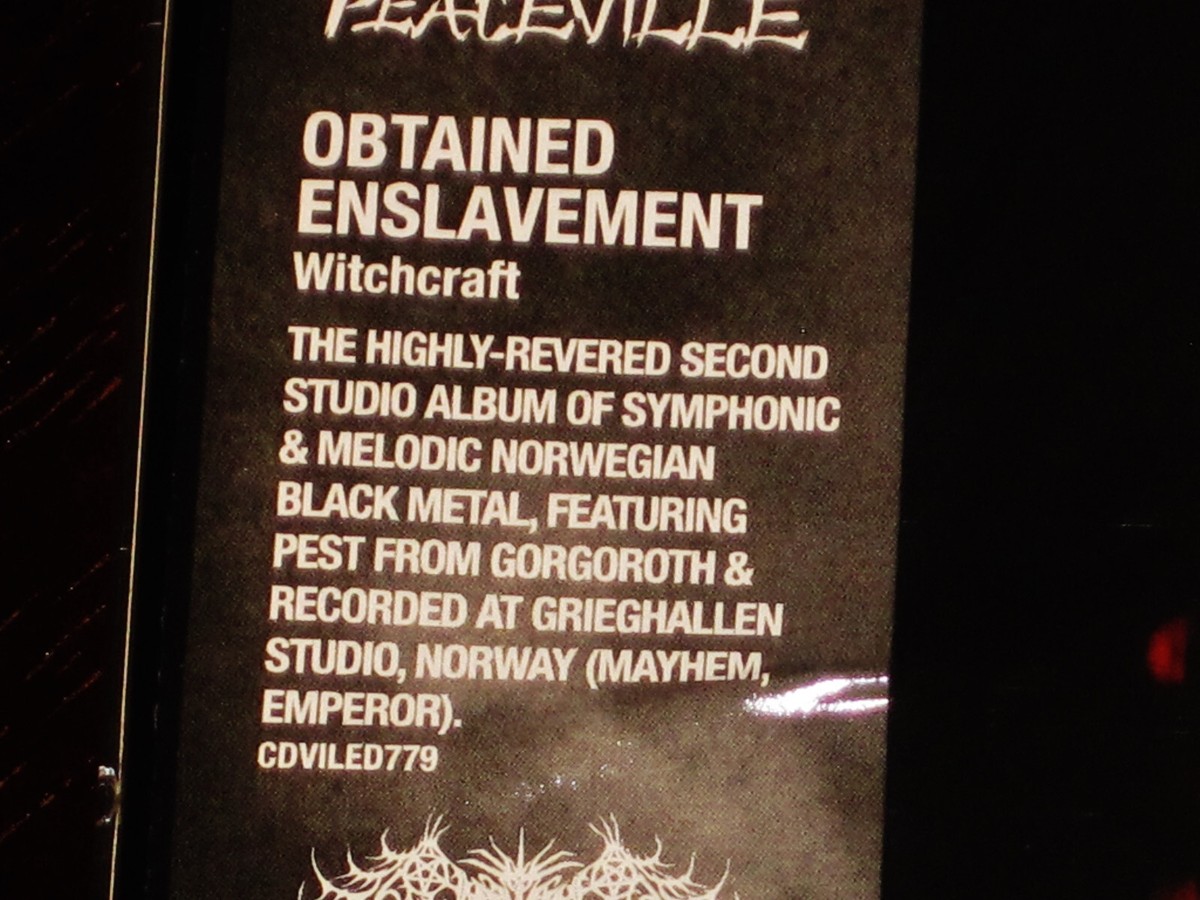 PEACEVILLE
OBTAINED
ENSLAVEMENT
Witchcraft
THE HIGHLY-REVERED SECOND
STUDIO ALBUM OF SYMPHONIC
& MELODIC NORWEGIAN
BLACK METAL, FEATURING
PEST FROM GORGOROTH &
RECORDED AT GRIEGHALLEN
STUDIO, NORWAY (MAYHEM,
EMPEROR).
CDVILED779